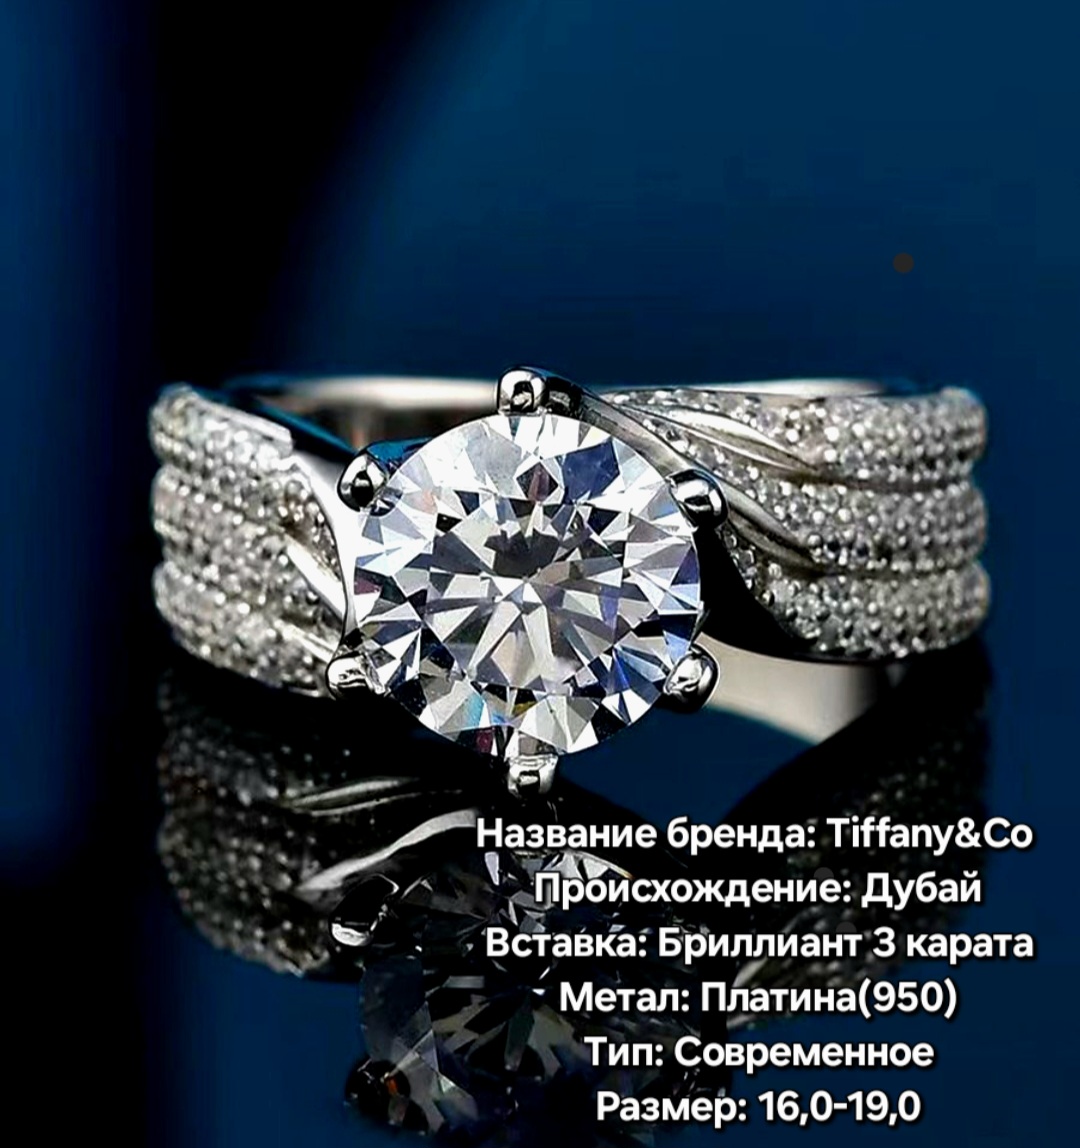 Название бренда: Tiffany&Co
Происхождение: Дубай
Вставка: Бриллиант 3 карата
Метал: Платина(950)
Тип: Современное
Размер: 16,0-19,0